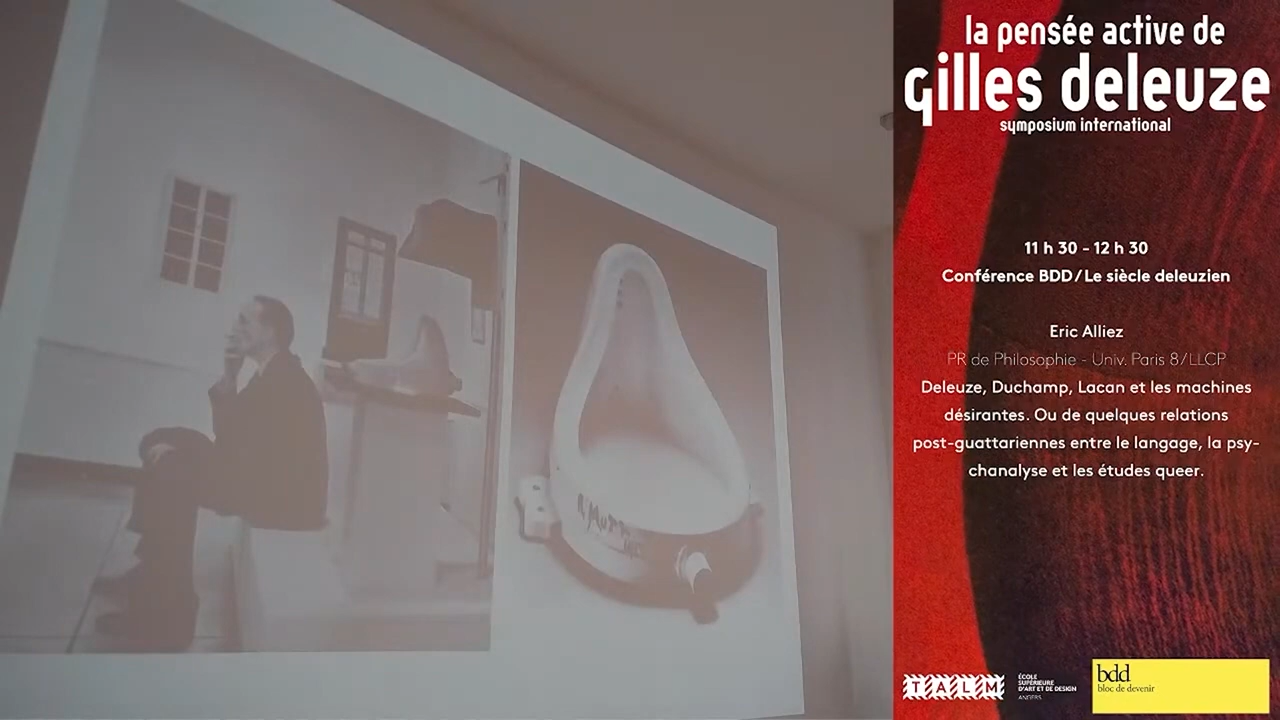 la pensée active de
gilles deleuze
symposium international
11 h 30 - 12 h 30
Conférence BDD / Le siècle deleuzien
Eric Alliez
PR de Philosophie - Univ. Paris 8/LLCP
Deleuze, Duchamp, Lacan et les machines
désirantes. Ou de quelques relations
post-guattariennes entre le langage, la psy-
chanalyse et les études queer.
R. MUTT
TALM
ÉCOLE
SUPÉRIEURE
D'ART ET DE DESIGN
ANGERS
bdd
bloc de devenir